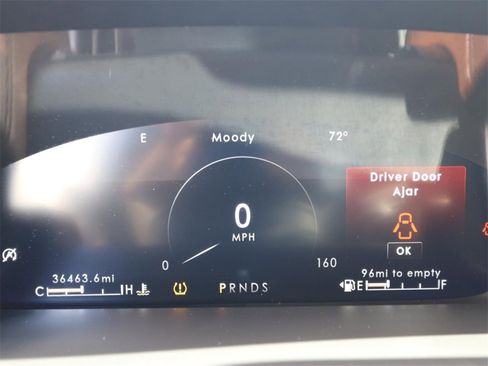 E Moody 72°
Driver Door
Ajar
0
MPH
OK
0 160
36463.6mi
96mi to empty
C H
PRNDS
E F